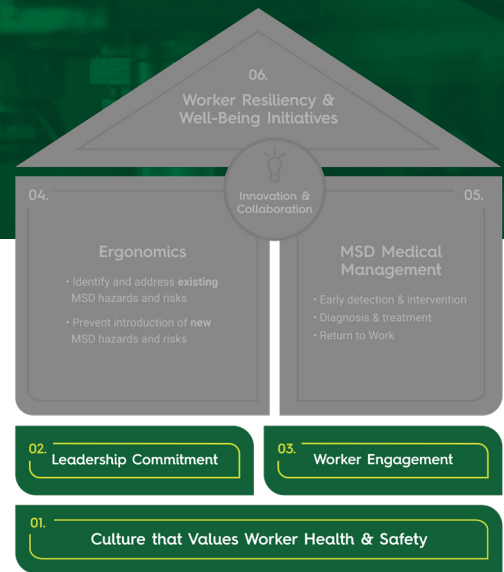 06.
Worker Resiliency &
Well-Being Initiatives
Innovation &
Collaboration
04.
Ergonomics
• Identify and address existing
MSD hazards and risks
• Prevent introduction of new
MSD hazards and risks
05.
MSD Medical
Management
• Early detection & intervention
• Diagnosis & treatment
• Return to Work
02.
Leadership Commitment
03.
Worker Engagement
01.
Culture that Values Worker Health & Safety